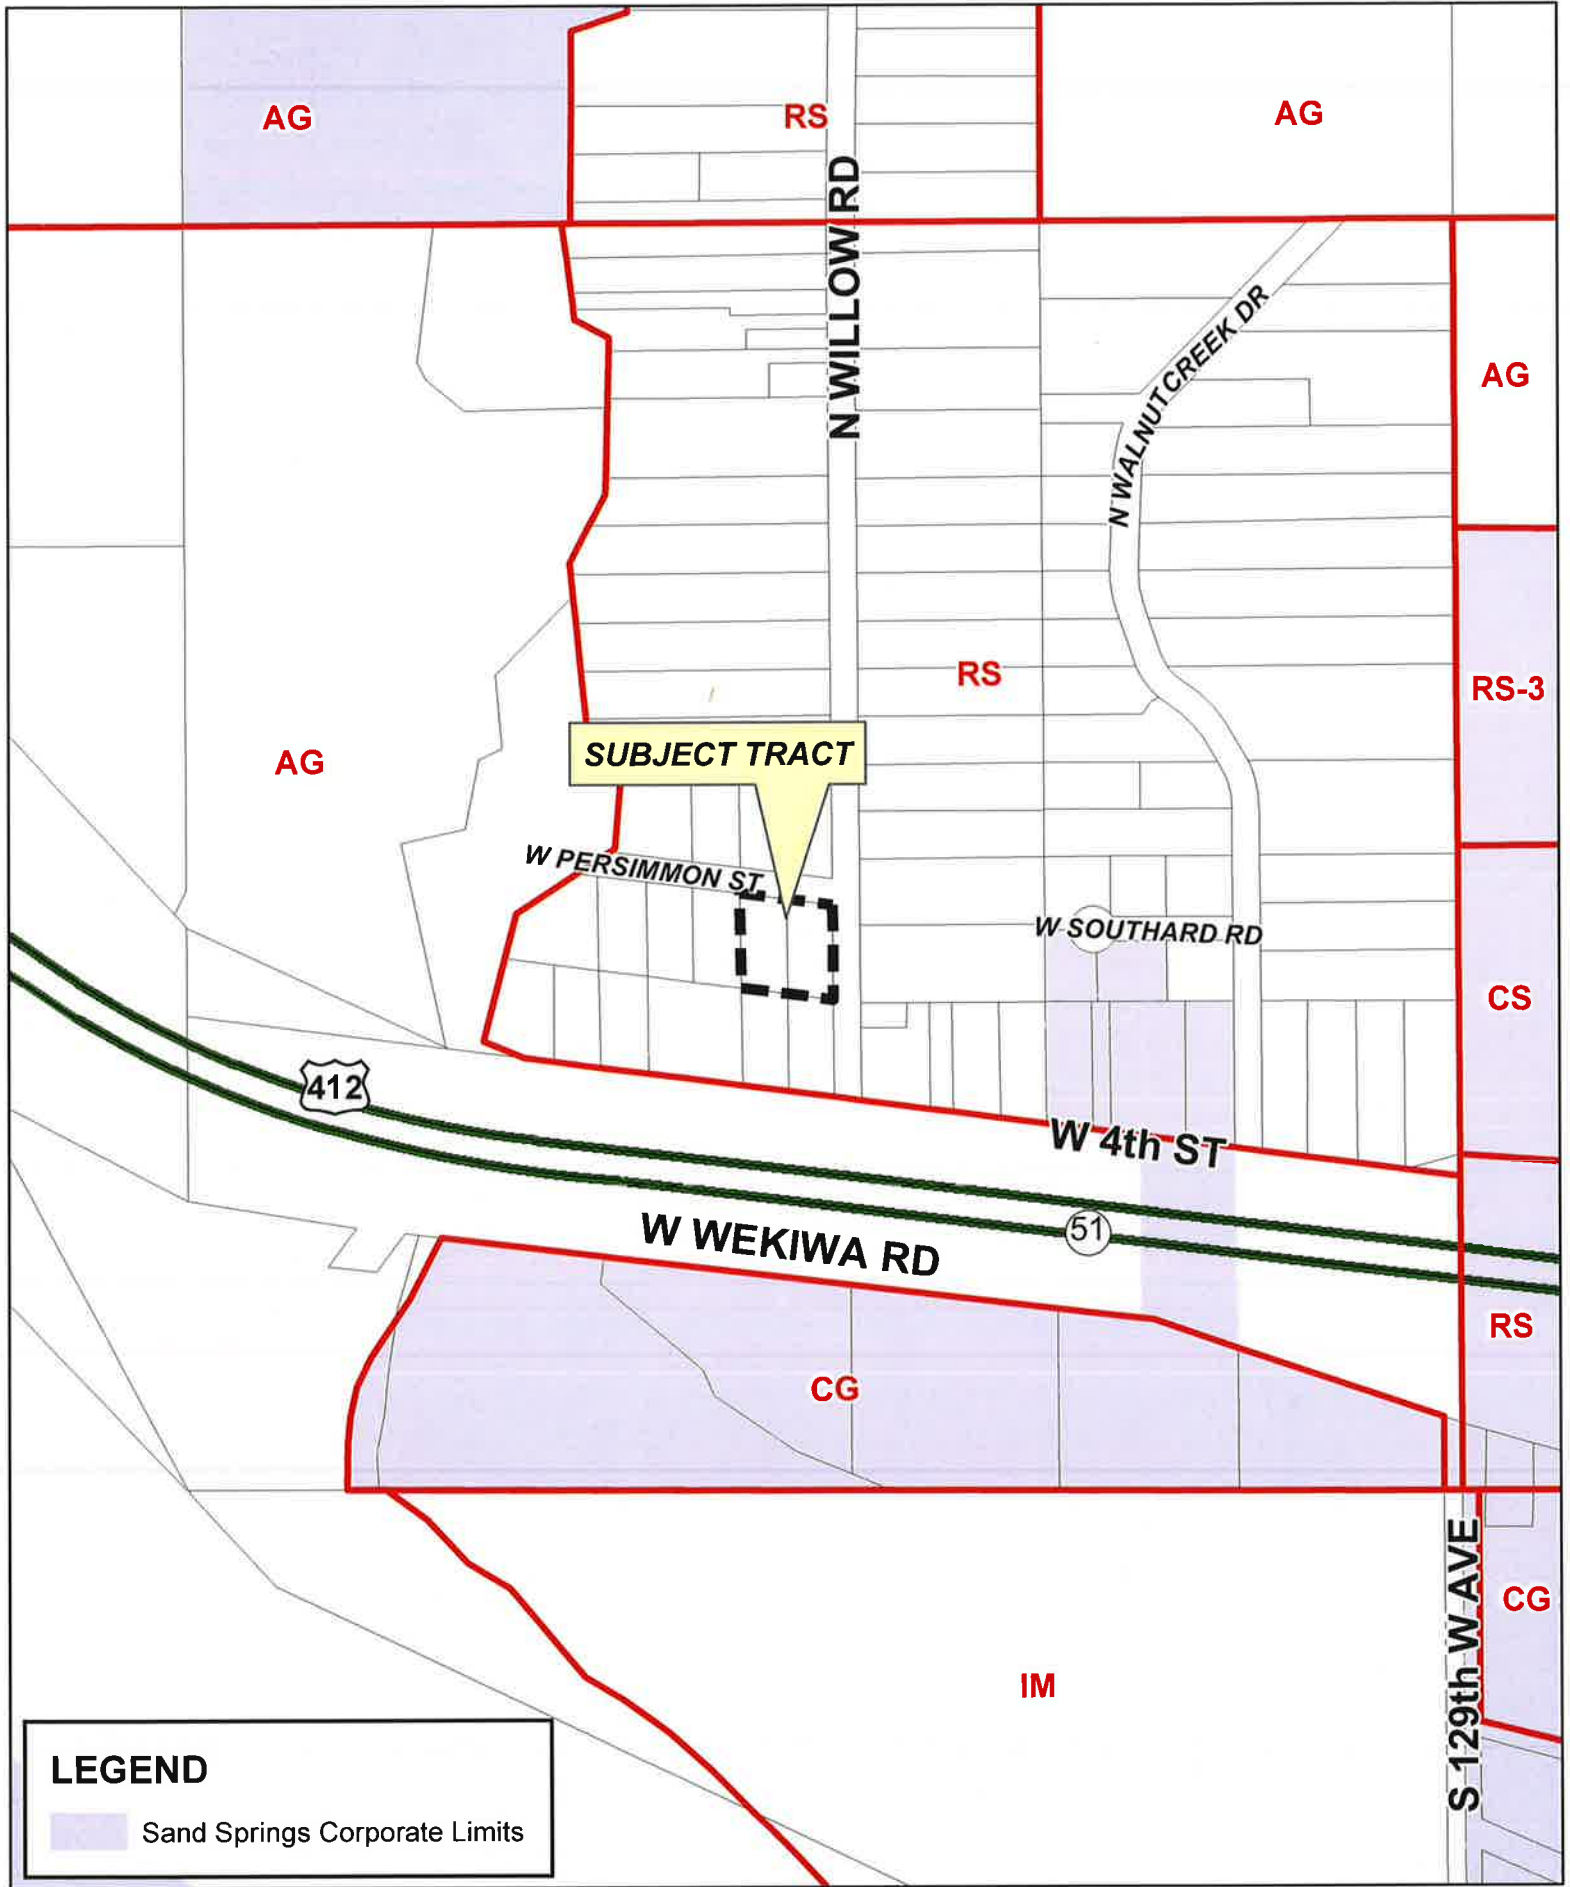 AG
RS
AG
N WILLOW RD
N WALNUT CREEK DR
AG
RS
RS-3
AG
SUBJECT TRACT
W PERSIMMON ST
W SOUTHARD RD
CS
412
W 4th ST
W WEKIWA RD
51
RS
CG
S 129th W AVE
CG
IM
LEGEND
Sand Springs Corporate Limits